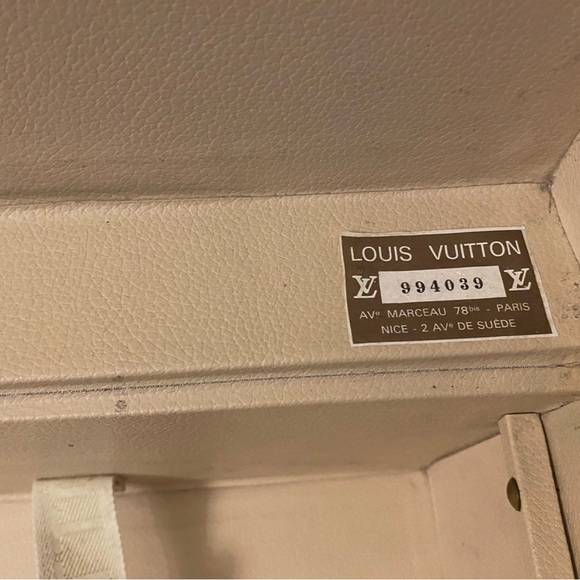 LOUIS VUITTON
LV 994039 LV
AVᵉ MARCEAU 78ᵇⁱˢ - PARIS
NICE - 2 AVᵉ DE SUÈDE